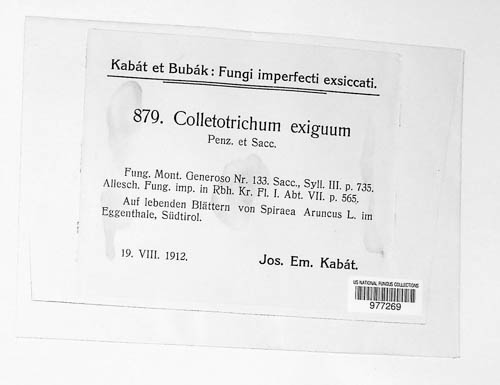 Kabát et Bubák: Fungi imperfecti exsiccati.
879. Colletotrichum exiguum
Penz. et Sacc.
Fung. Mont. Generoso Nr. 133. Sacc., Syll. III. p. 735.
Allesch. Fung. imp. in Rbh. Kr. Fl. I. Abt. VII. p. 565.
Auf lebenden Blättern von Spiraea Aruncus L. im
Eggenthale, Südtirol.
19. VIII. 1912.
Jos. Em. Kabát.
US NATIONAL FUNGUS COLLECTIONS
977269